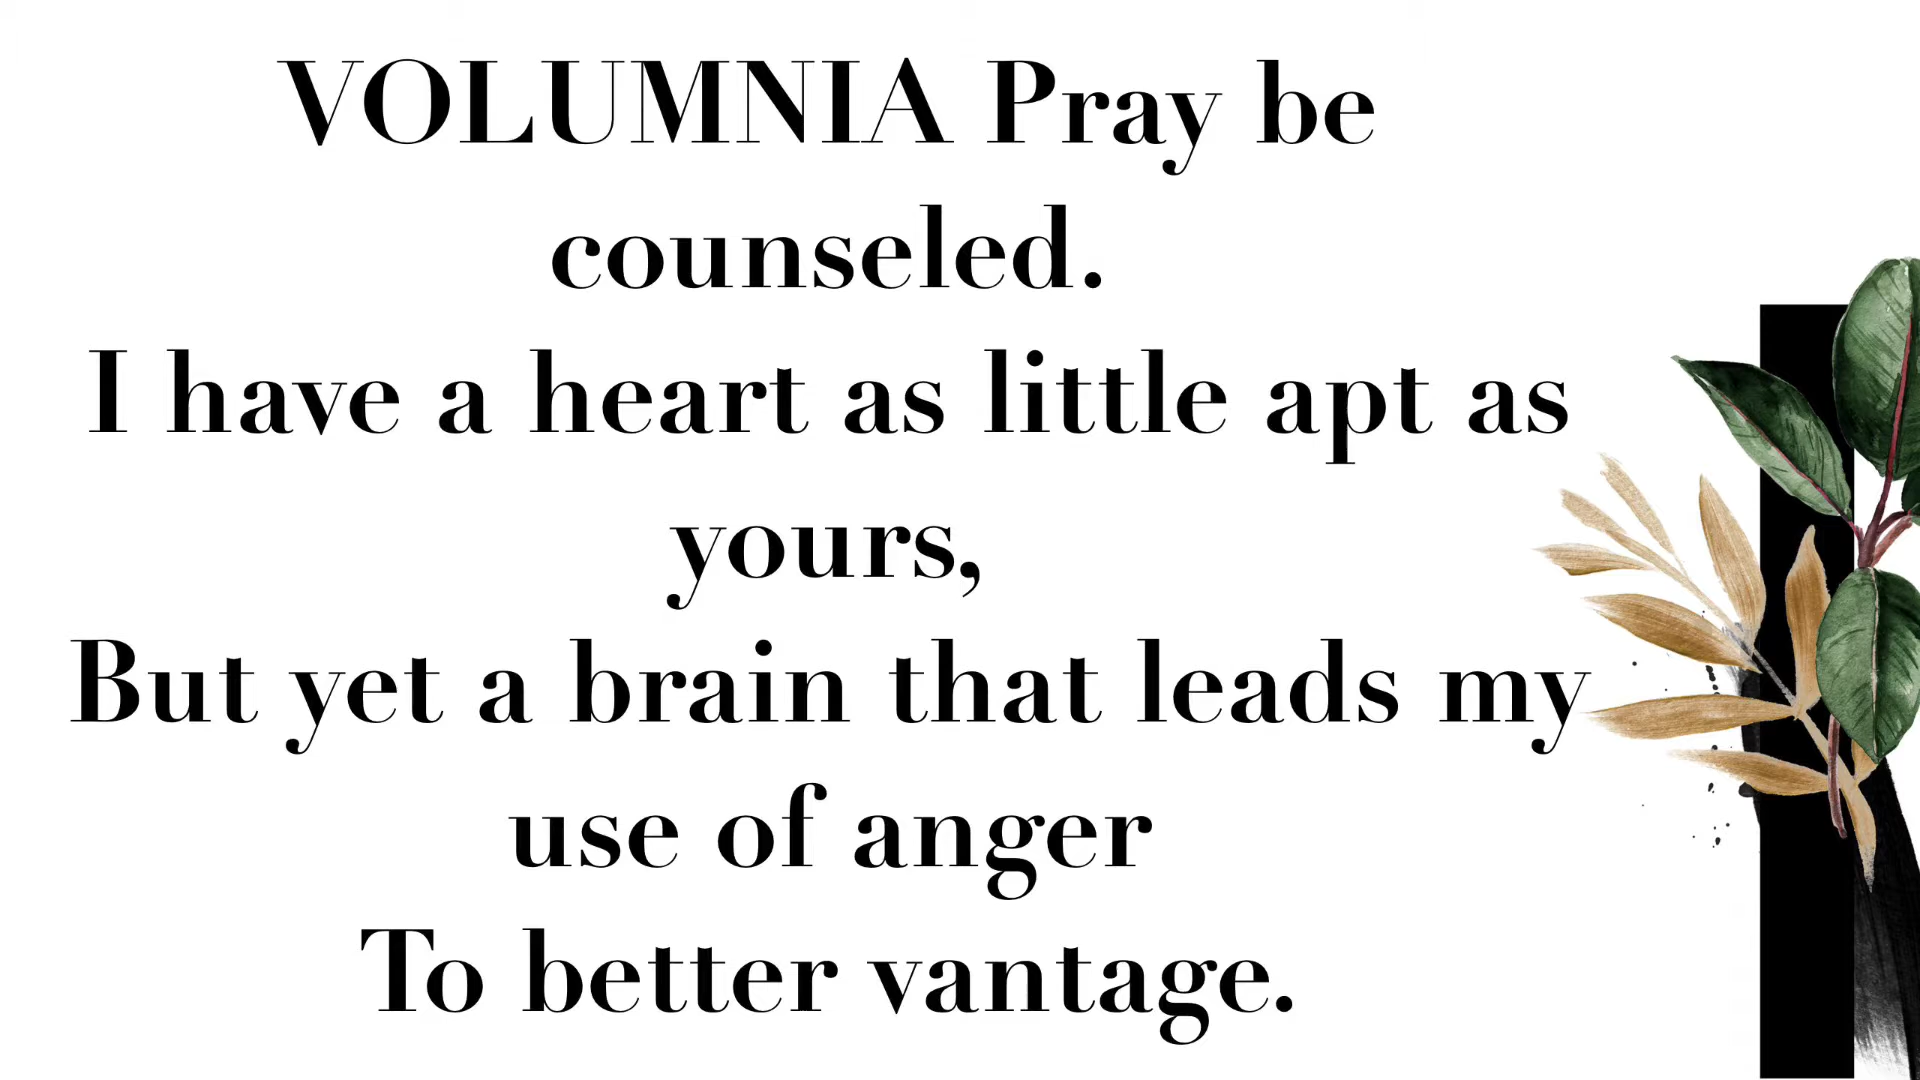 VOLUMNIA Pray be
counseled.
I have a heart as little apt as
yours,
But yet a brain that leads my
use of anger
To better vantage.